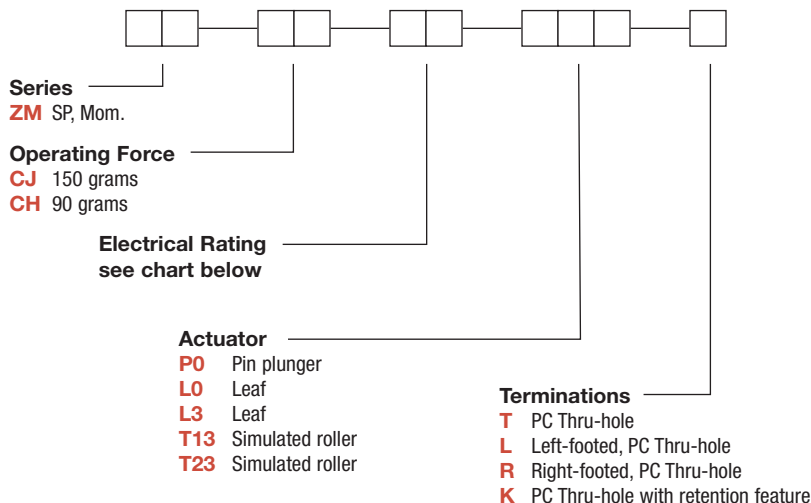 Series
ZM SP, Mom.
Operating Force
CJ 150 grams
CH 90 grams
Electrical Rating
see chart below
Actuator
P0 Pin plunger
L0 Leaf
L3 Leaf
T13 Simulated roller
T23 Simulated roller
Terminations
T PC Thru-hole
L Left-footed, PC Thru-hole
R Right-footed, PC Thru-hole
K PC Thru-hole with retention feature